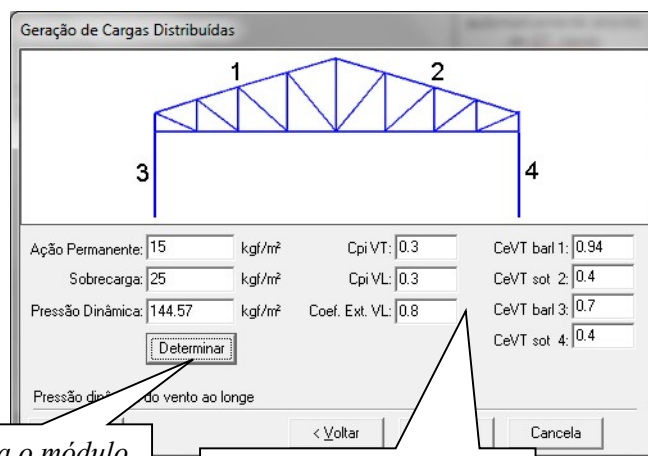 Geração de Cargas Distribuídas
1
2
3
4
Ação Permanente: 15 kgf/m² Cpi VT: 0.3 CeVT barl 1: 0.94
Sobrecarga: 25 kgf/m² Cpi VL: 0.3 CeVT sot 2: 0.4
Pressão Dinâmica: 144.57 kgf/m² Coef. Ext. VL: 0.8 CeVT barl 3: 0.7
Determinar CeVT sot 4: 0.4
Pressão do vento ao longe
< Voltar Cancela
o módulo